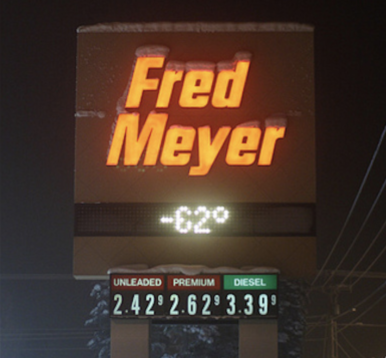 Fred
Meyer
-62°
UNLEADED PREMIUM DIESEL
2.42⁹ 2.62⁹ 3.39⁹